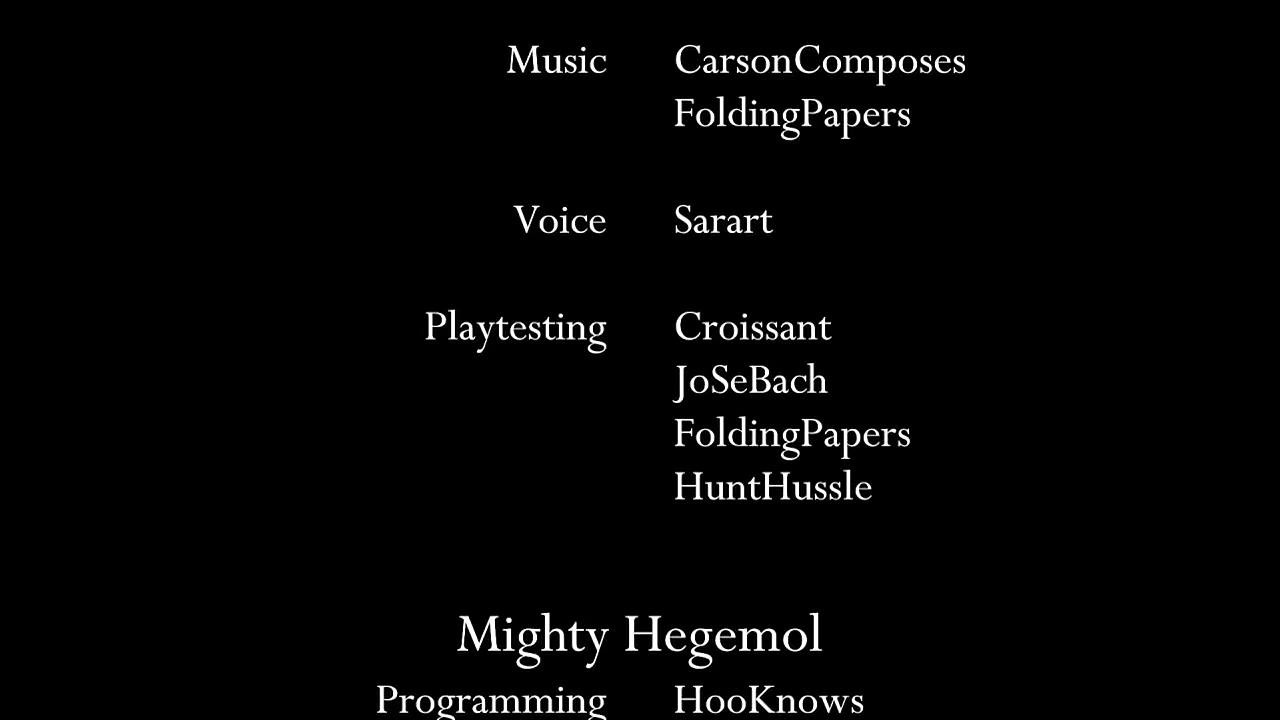 Music CarsonComposes
FoldingPapers
Voice Sarart
Playtesting Croissant
JoSeBach
FoldingPapers
HuntHussle
Mighty Hegemol
Programming HooKnows